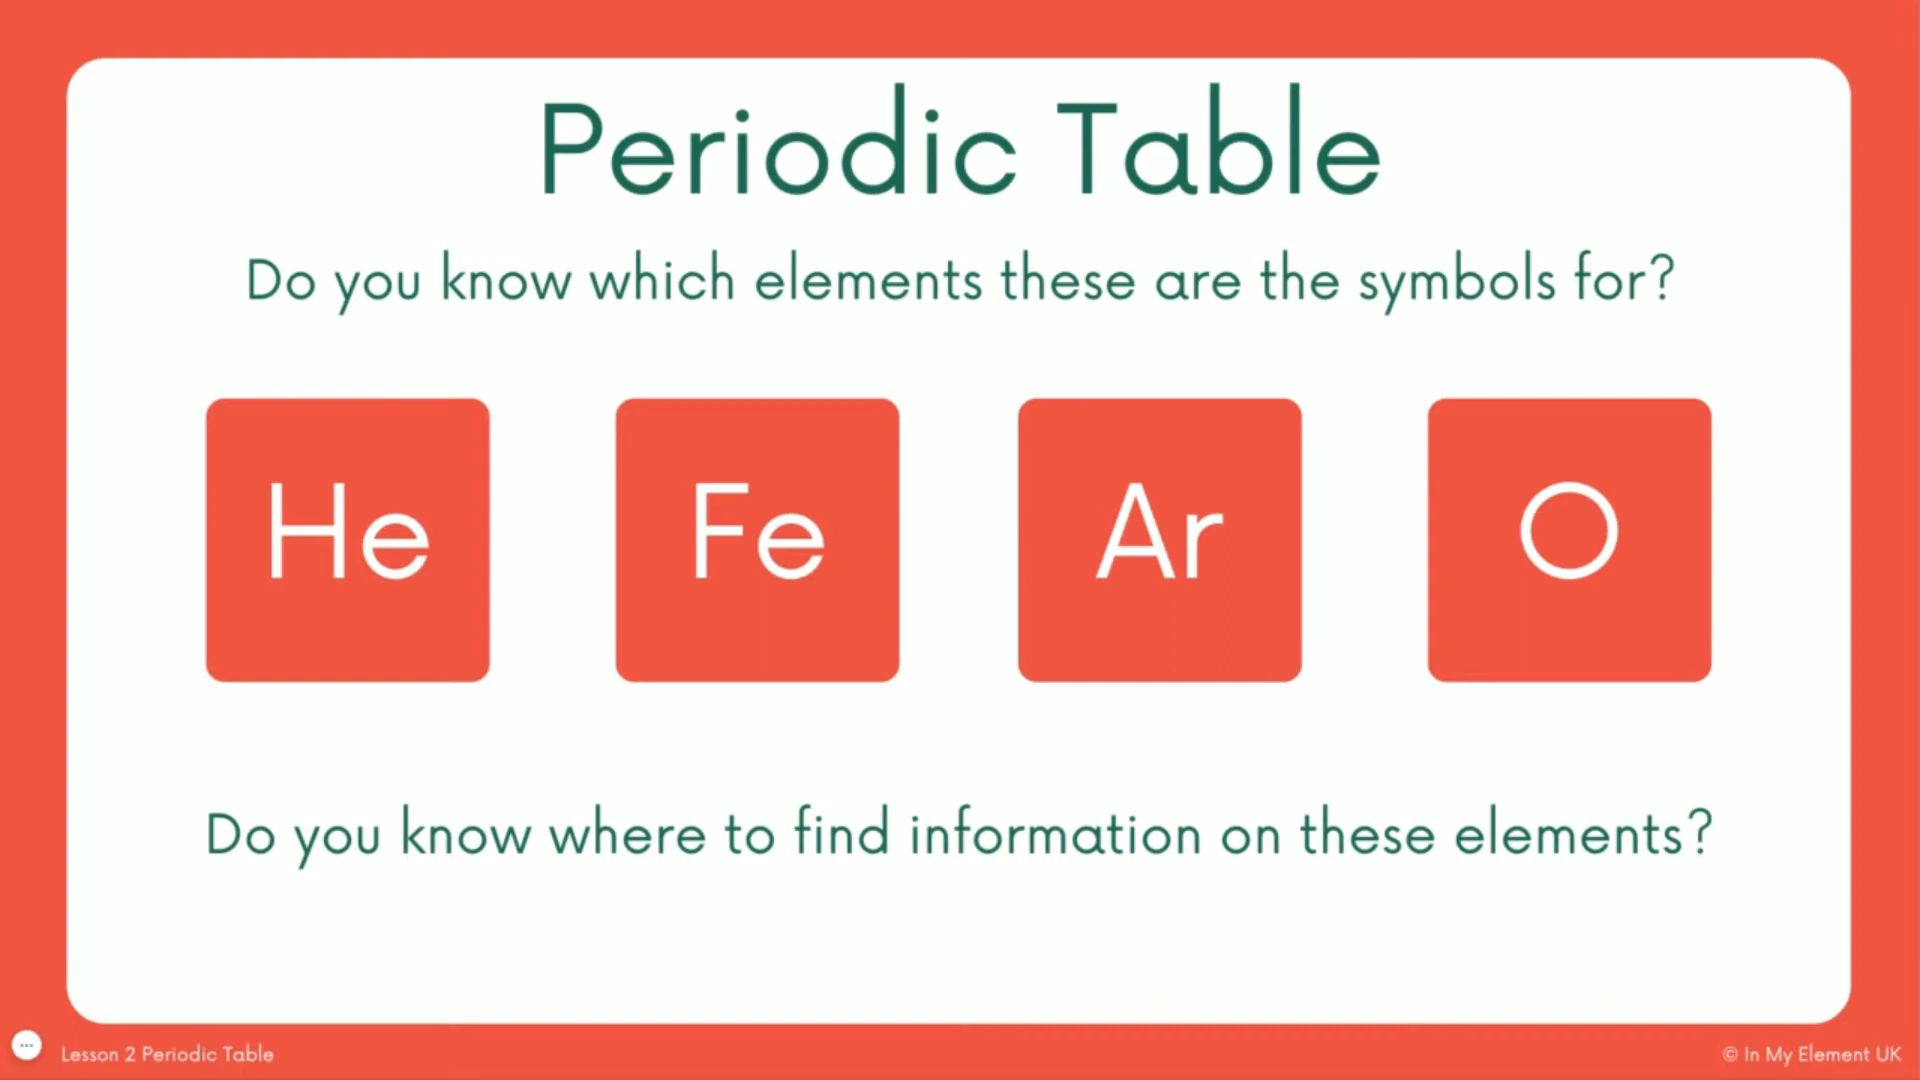 Periodic Table
Do you know which elements these are the symbols for?
He Fe Ar O
Do you know where to find information on these elements?
Lesson 2 Periodic Table
© In My Element UK